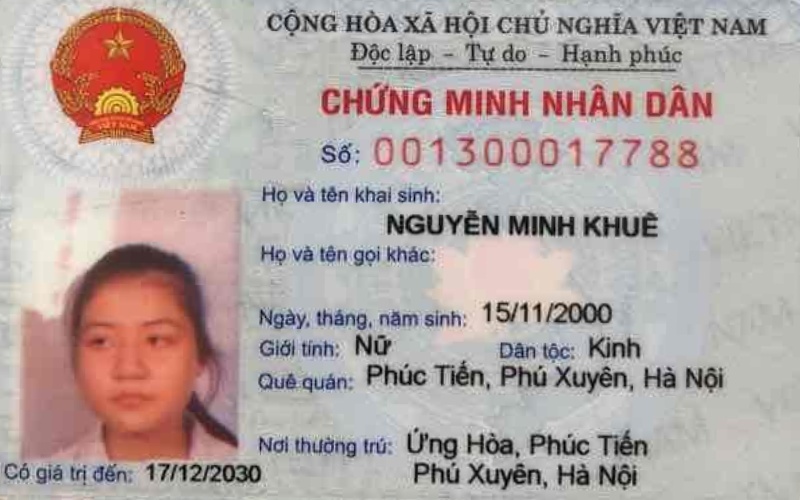 CỘNG HÒA XÃ HỘI CHỦ NGHĨA VIỆT NAM
Độc lập - Tự do - Hạnh phúc
CHỨNG MINH NHÂN DÂN
Số: 001300017788
Họ và tên khai sinh:
NGUYỄN MINH KHUÊ
Họ và tên gọi khác:
Ngày, tháng, năm sinh: 15/11/2000
Giới tính: Nữ Dân tộc: Kinh
Quê quán: Phúc Tiến, Phú Xuyên, Hà Nội
Nơi thường trú: Ứng Hòa, Phúc Tiến
Phú Xuyên, Hà Nội
Có giá trị đến: 17/12/2030
VIỆT NAM